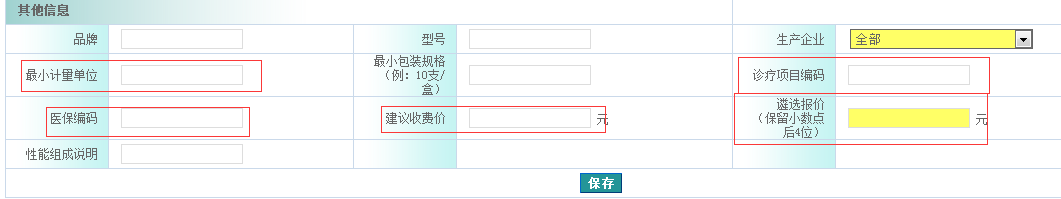 其他信息
品牌
型号
生产企业
全部
最小计量单位
最小包装规格
（例：10支/
盒）
诊疗项目编码
医保编码
建议收费价
元
遴选报价
（保留小数点
后4位）
元
性能组成说明
保存